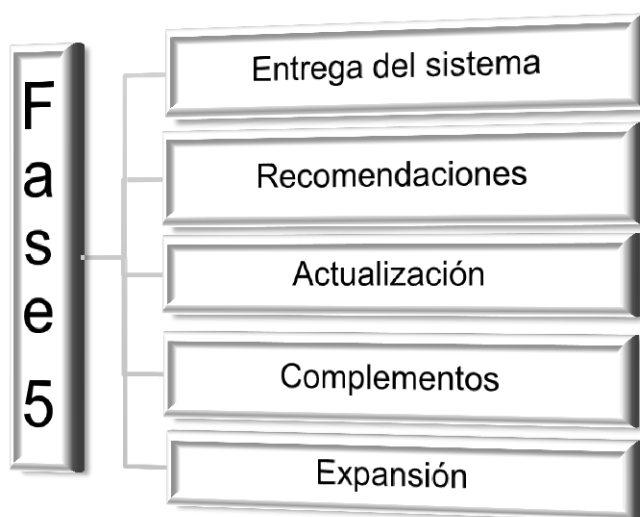 Fase 5
Entrega del sistema
Recomendaciones
Actualización
Complementos
Expansión